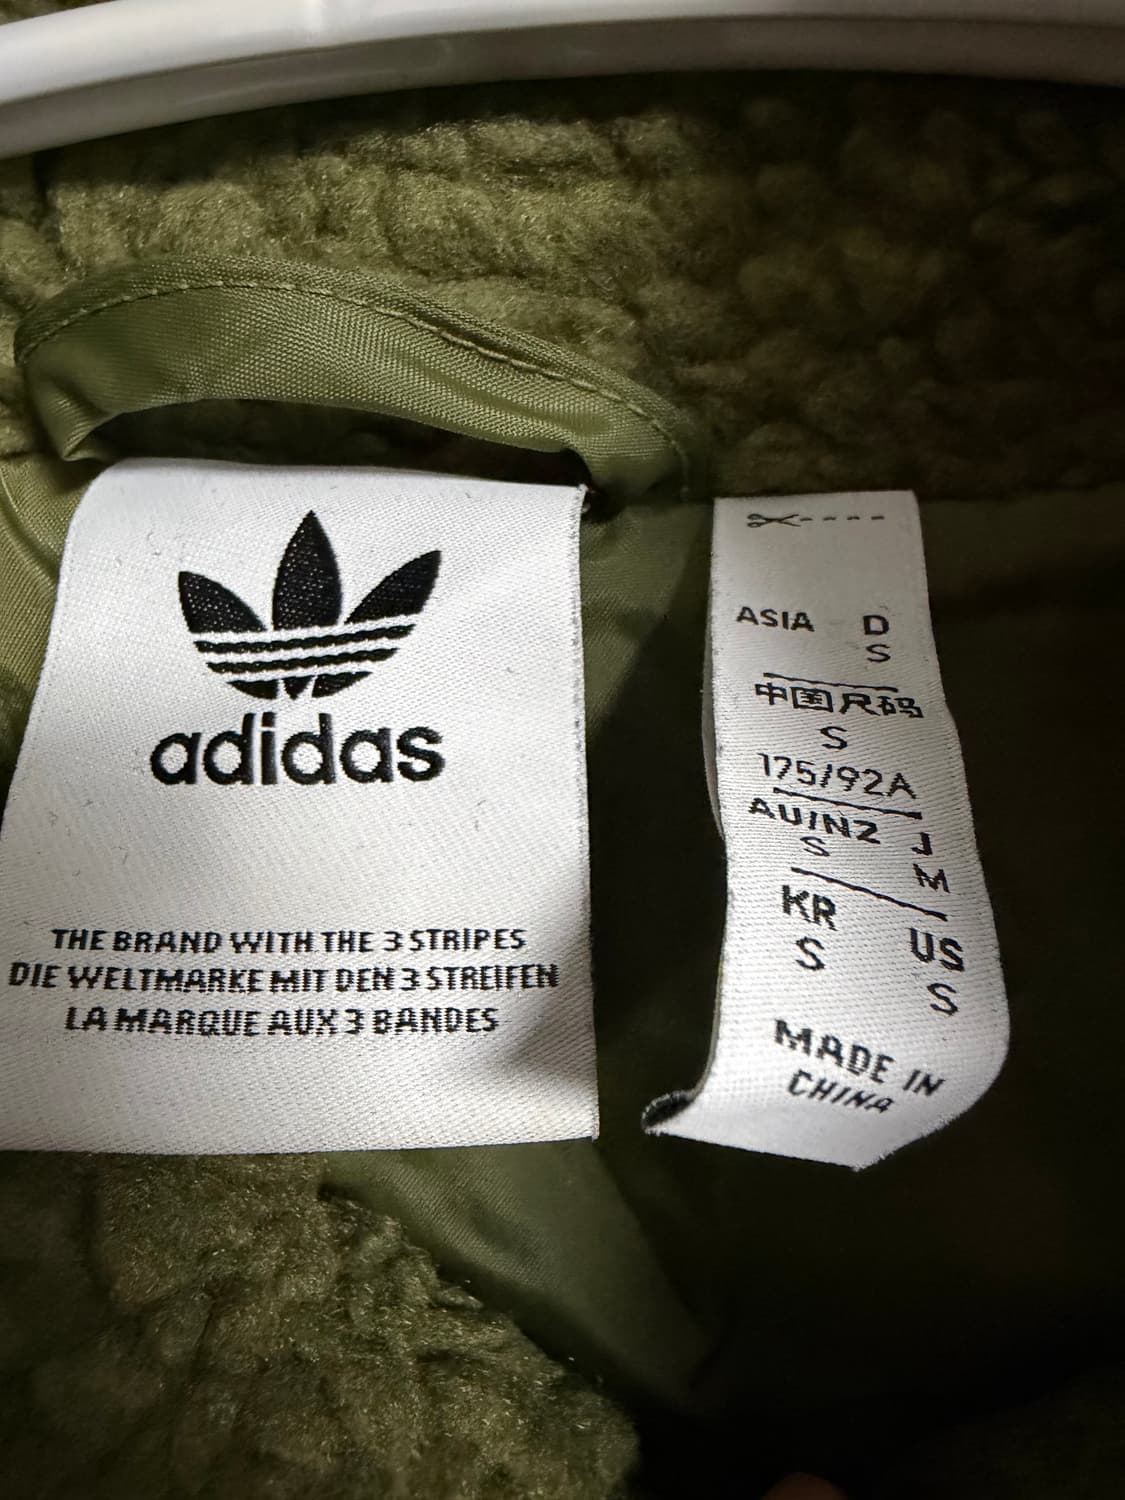 adidas
THE BRAND WITH THE 3 STRIPES
DIE WELTMARKE MIT DEN 3 STREIFEN
LA MARQUE AUX 3 BANDES
ASIA D
S
中国尺码
S
175/92A
AU/NZ J
S M
KR US
S S
MADE IN
CHINA